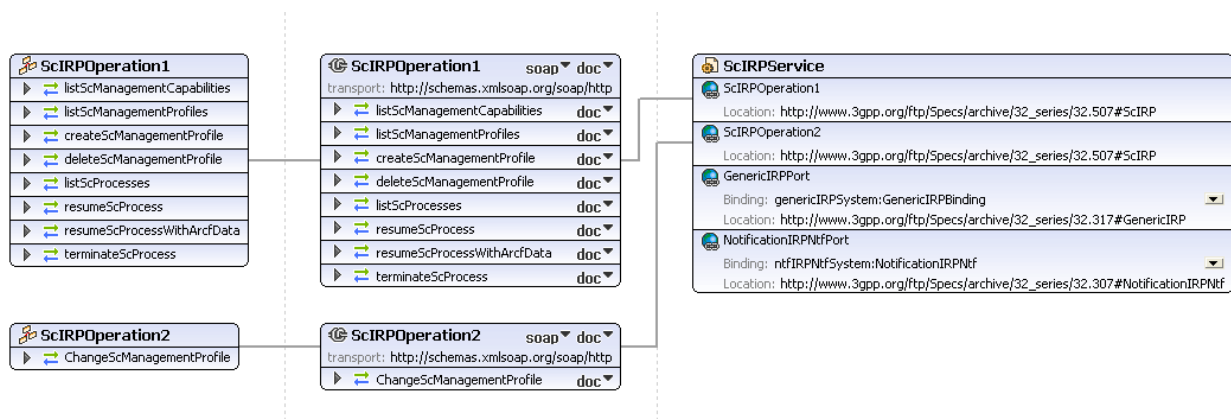 ScIRPOperation1
listScManagementCapabilities
listScManagementProfiles
createScManagementProfile
deleteScManagementProfile
listScProcesses
resumeScProcess
resumeScProcessWithArcfData
terminateScProcess
ScIRPOperation2
ChangeScManagementProfile
ScIRPOperation1 soap doc
transport: http://schemas.xmlsoap.org/soap/http
listScManagementCapabilities doc
listScManagementProfiles doc
createScManagementProfile doc
deleteScManagementProfile doc
listScProcesses doc
resumeScProcess doc
resumeScProcessWithArcfData doc
terminateScProcess doc
ScIRPOperation2 soap doc
transport: http://schemas.xmlsoap.org/soap/http
ChangeScManagementProfile doc
ScIRPService
ScIRPOperation1
Location: http://www.3gpp.org/ftp/Specs/archive/32_series/32.507#ScIRP
ScIRPOperation2
Location: http://www.3gpp.org/ftp/Specs/archive/32_series/32.507#ScIRP
GenericIRPPort
Binding: genericIRPSystem:GenericIRPBinding
Location: http://www.3gpp.org/ftp/Specs/archive/32_series/32.317#GenericIRP
NotificationIRPNtfPort
Binding: ntfIRPNtfSystem:NotificationIRPNtf
Location: http://www.3gpp.org/ftp/Specs/archive/32_series/32.307#NotificationIRPNtf